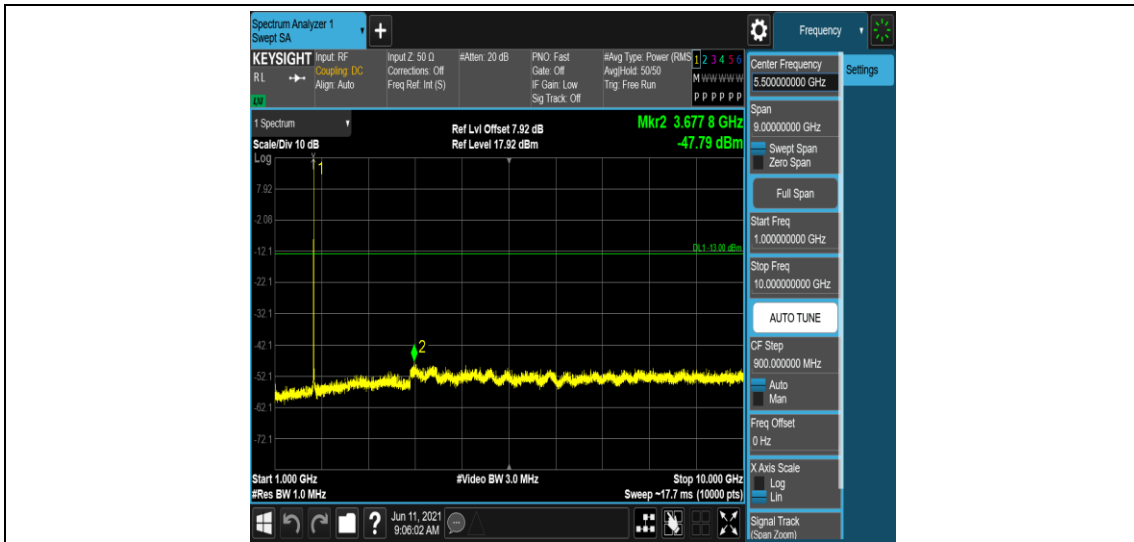 Spectrum Analyzer 1
Swept SA
+
Frequency
KEYSIGHT
RL
LXI
Input: RF
Coupling: DC
Align: Auto
Input Z: 50 Ω
Corrections: Off
Freq Ref: Int (S)
#Atten: 20 dB
PNO: Fast
Gate: Off
IF Gain: Low
Sig Track: Off
#Avg Type: Power (RMS
Avg|Hold: 50/50
Trig: Free Run
1 2 3 4 5 6
M W W W W W
P P P P P P
1 Spectrum
Scale/Div 10 dB
Log
Ref Lvl Offset 7.92 dB
Ref Level 17.92 dBm
Mkr2 3.677 8 GHz
-47.79 dBm
1
7.92
-2.08
-12.1
DL1 -13.00 dBm
-22.1
-32.1
-42.1
2
-52.1
-62.1
-72.1
Start 1.000 GHz
#Res BW 1.0 MHz
#Video BW 3.0 MHz
Stop 10.000 GHz
Sweep ~17.7 ms (10000 pts)
Center Frequency
5.500000000 GHz
Settings
Span
9.00000000 GHz
Swept Span
Zero Span
Full Span
Start Freq
1.000000000 GHz
Stop Freq
10.000000000 GHz
AUTO TUNE
CF Step
900.000000 MHz
Auto
Man
Freq Offset
0 Hz
X Axis Scale
Log
Lin
Signal Track
(Span Zoom)
?
Jun 11, 2021
9:06:02 AM